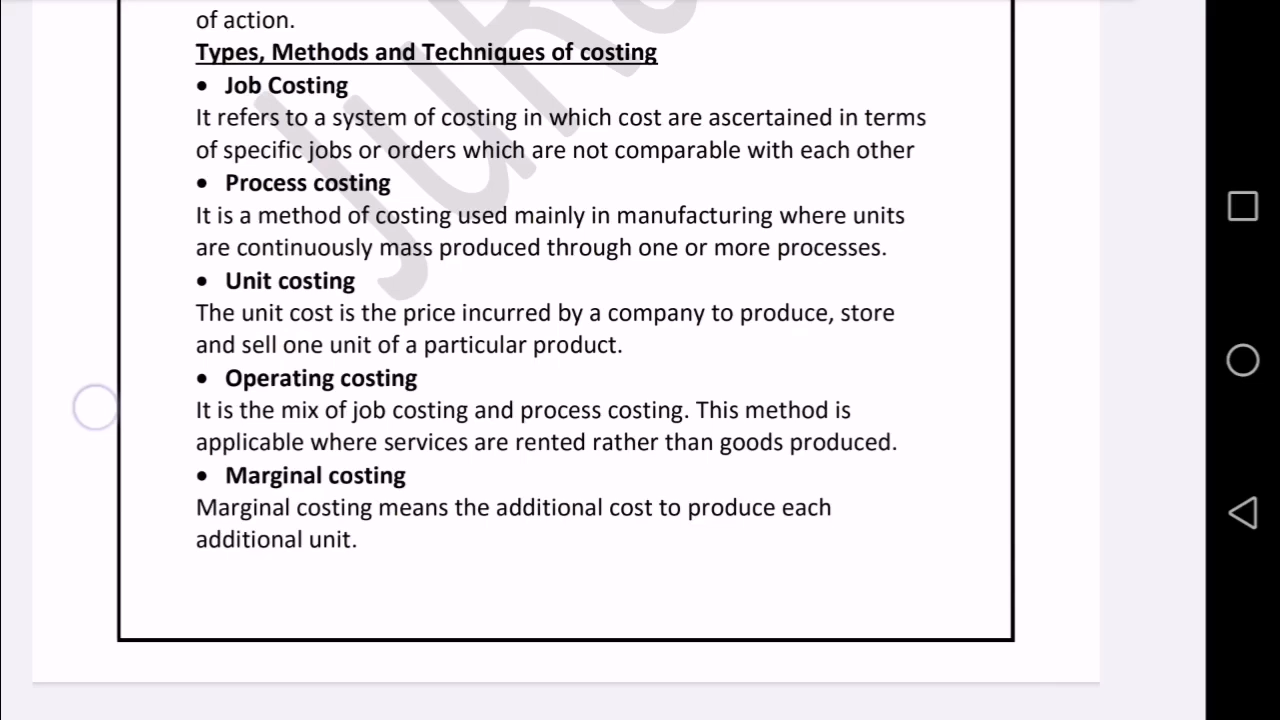 of action.
Types, Methods and Techniques of costing
• Job Costing
It refers to a system of costing in which cost are ascertained in terms
of specific jobs or orders which are not comparable with each other
• Process costing
It is a method of costing used mainly in manufacturing where units
are continuously mass produced through one or more processes.
• Unit costing
The unit cost is the price incurred by a company to produce, store
and sell one unit of a particular product.
• Operating costing
It is the mix of job costing and process costing. This method is
applicable where services are rented rather than goods produced.
• Marginal costing
Marginal costing means the additional cost to produce each
additional unit.